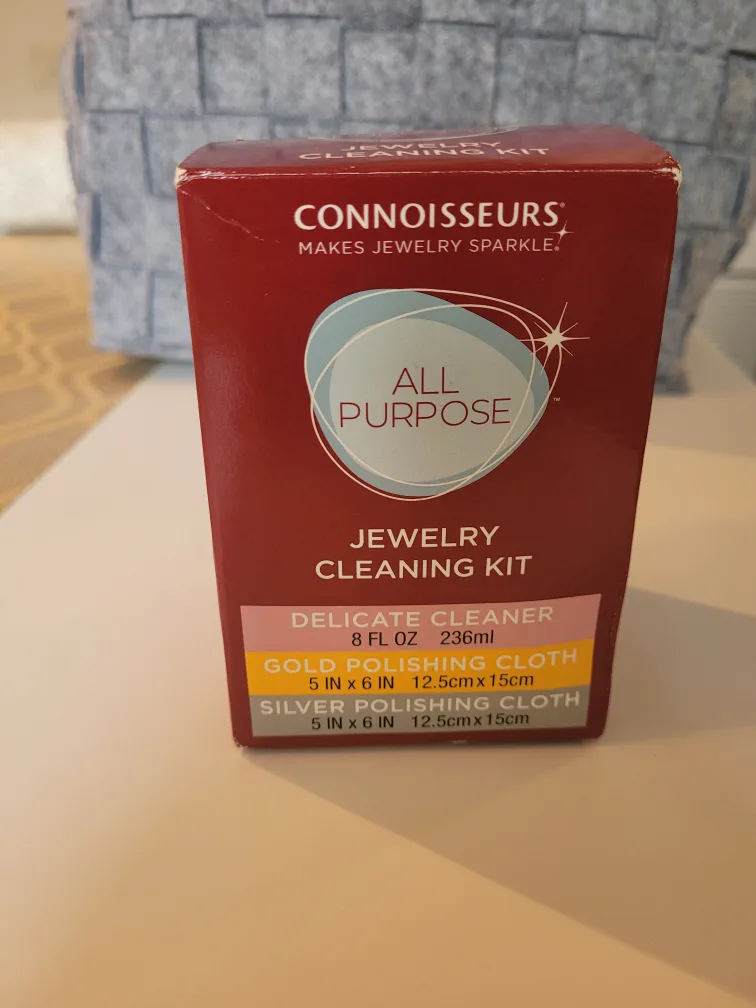 JEWELRY
CLEANING KIT
CONNOISSEURS®
MAKES JEWELRY SPARKLE®
ALL
PURPOSE
™
JEWELRY
CLEANING KIT
DELICATE CLEANER
8 FL OZ 236ml
GOLD POLISHING CLOTH
5 IN x 6 IN 12.5cm x 15cm
SILVER POLISHING CLOTH
5 IN x 6 IN 12.5cm x 15cm